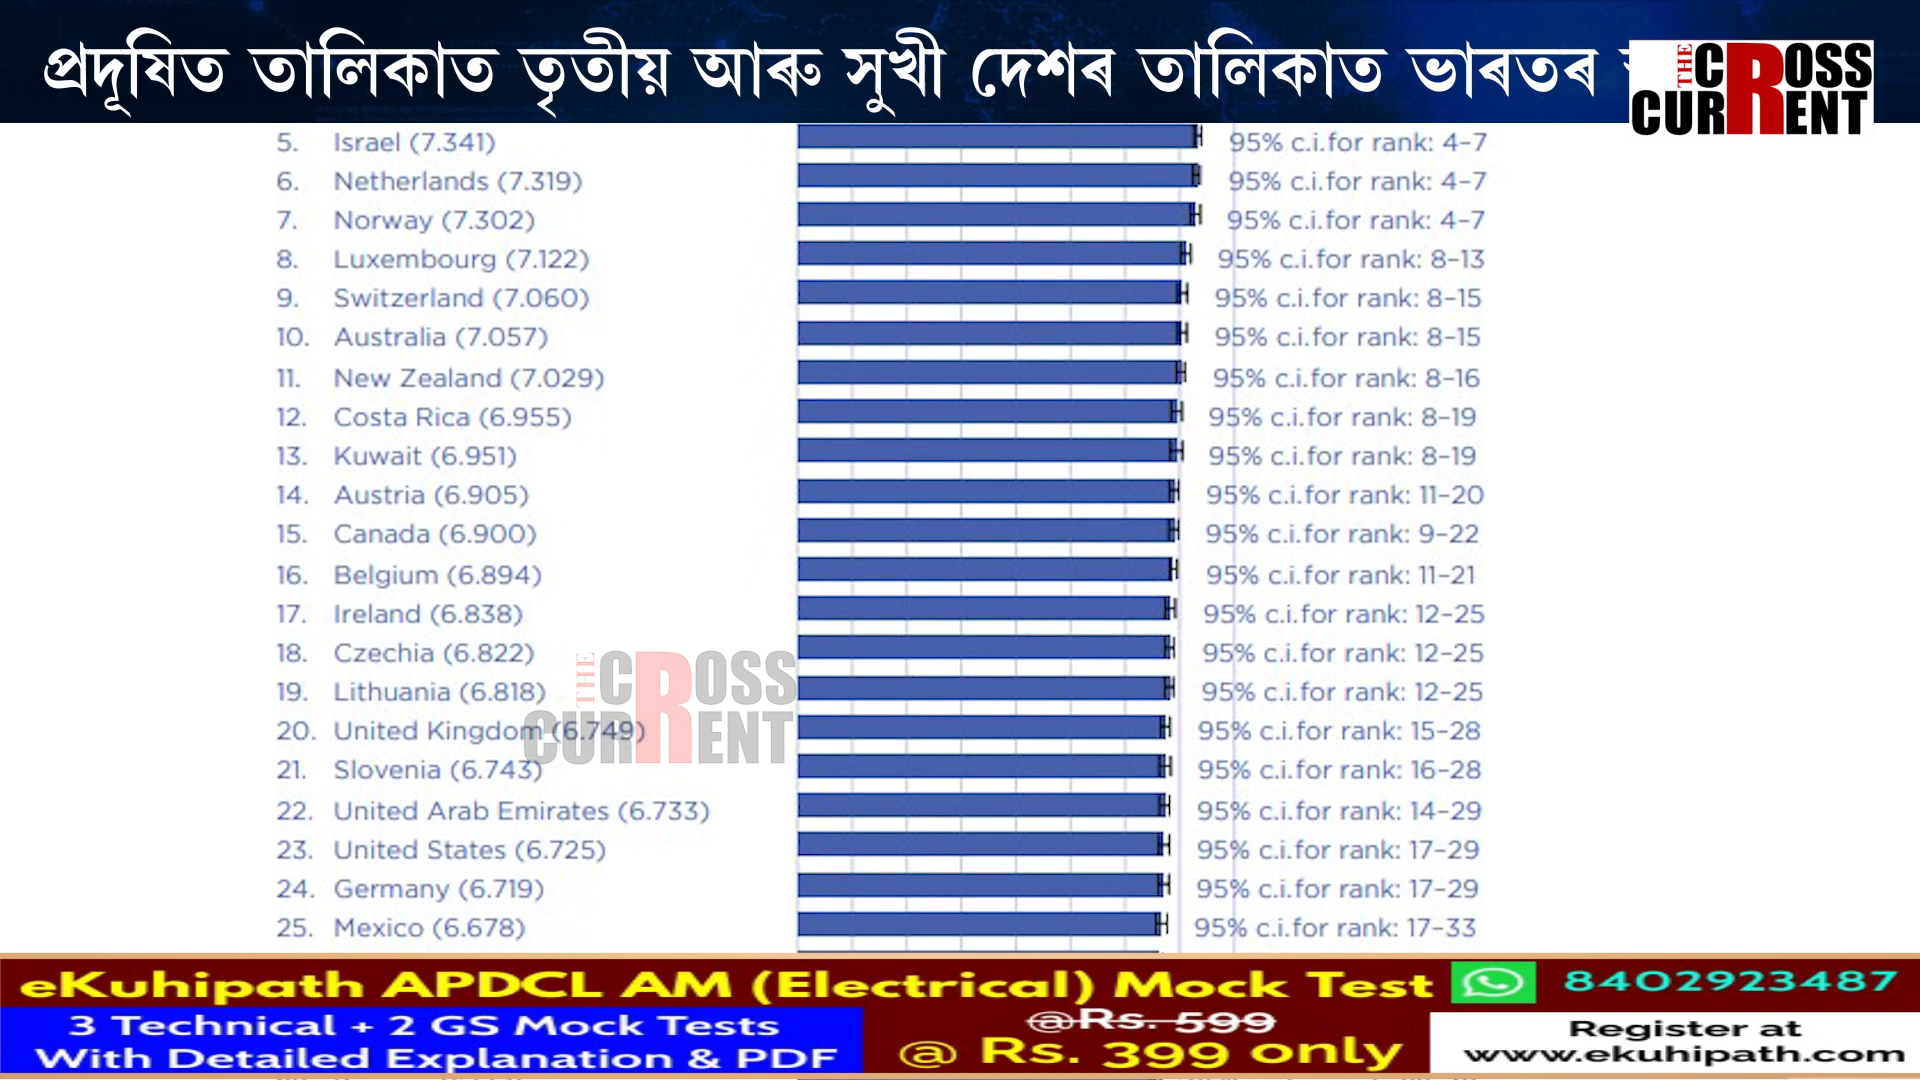 প্ৰদূষিত তালিকাত তৃতীয় আৰু সুখী দেশৰ তালিকাত ভাৰতৰ
THE CROSS CURRENT
5. Israel (7.341) 95% c.i.for rank: 4–7
6. Netherlands (7.319) 95% c.i.for rank: 4–7
7. Norway (7.302) 95% c.i.for rank: 4–7
8. Luxembourg (7.122) 95% c.i.for rank: 8–13
9. Switzerland (7.060) 95% c.i.for rank: 8–15
10. Australia (7.057) 95% c.i.for rank: 8–15
11. New Zealand (7.029) 95% c.i.for rank: 8–16
12. Costa Rica (6.955) 95% c.i.for rank: 8–19
13. Kuwait (6.951) 95% c.i.for rank: 8–19
14. Austria (6.905) 95% c.i.for rank: 11–20
15. Canada (6.900) 95% c.i.for rank: 9–22
16. Belgium (6.894) 95% c.i.for rank: 11–21
17. Ireland (6.838) 95% c.i.for rank: 12–25
18. Czechia (6.822) 95% c.i.for rank: 12–25
19. Lithuania (6.818) 95% c.i.for rank: 12–25
20. United Kingdom (6.749) 95% c.i.for rank: 15–28
21. Slovenia (6.743) 95% c.i.for rank: 16–28
22. United Arab Emirates (6.733) 95% c.i.for rank: 14–29
23. United States (6.725) 95% c.i.for rank: 17–29
24. Germany (6.719) 95% c.i.for rank: 17–29
25. Mexico (6.678) 95% c.i.for rank: 17–33
THE CROSS CURRENT
eKuhipath APDCL AM (Electrical) Mock Test 8402923487
3 Technical + 2 GS Mock Tests
With Detailed Explanation & PDF
@Rs. 599
@ Rs. 399 only
Register at
www.ekuhipath.com